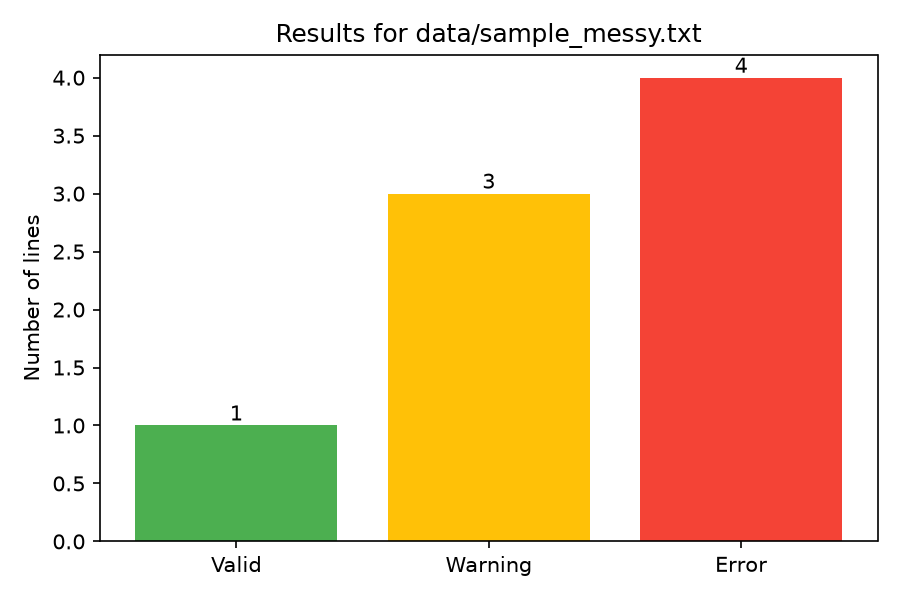 Results for data/sample_messy.txt
Number of lines
4.0
3.5
3.0
2.5
2.0
1.5
1.0
0.5
0.0
1
3
4
Valid
Warning
Error